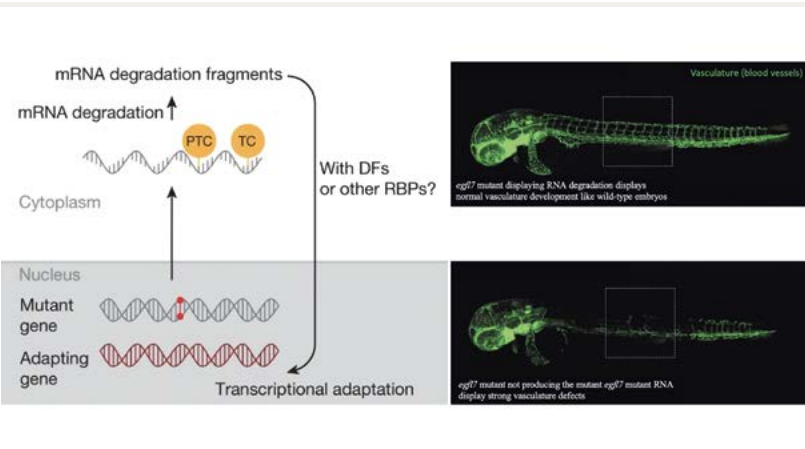 mRNA degradation fragments
mRNA degradation
PTC
TC
With DFs
or other RBPs?
Cytoplasm
Nucleus
Mutant
gene
Adapting
gene
Transcriptional adaptation
Vasculature (blood vessels)
egfl7 mutant displaying RNA degradation displays
normal vasculature development like wild-type embryos
egfl7 mutant not producing the mutant egfl7 mutant RNA
display strong vasculature defects